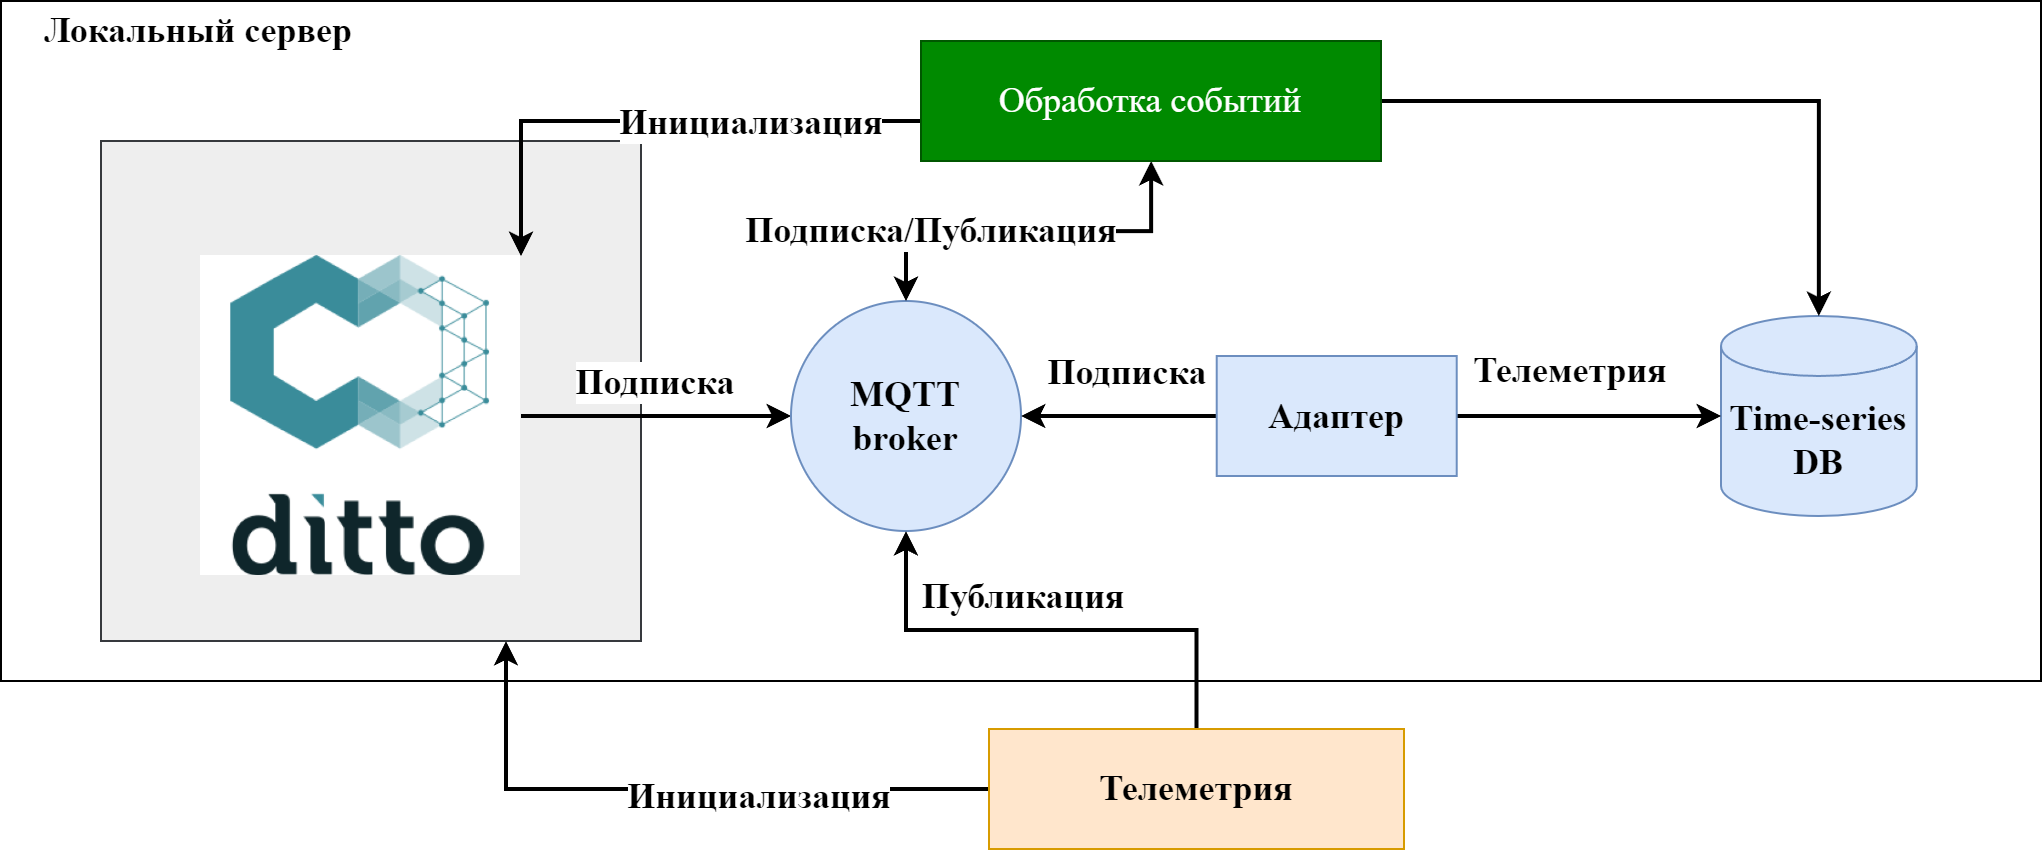 Локальный сервер
Обработка событий
Инициализация
Подписка/Публикация
Подписка
MQTT
broker
Подписка
Адаптер
Телеметрия
Time-series
DB
ditto
Публикация
Телеметрия
Инициализация